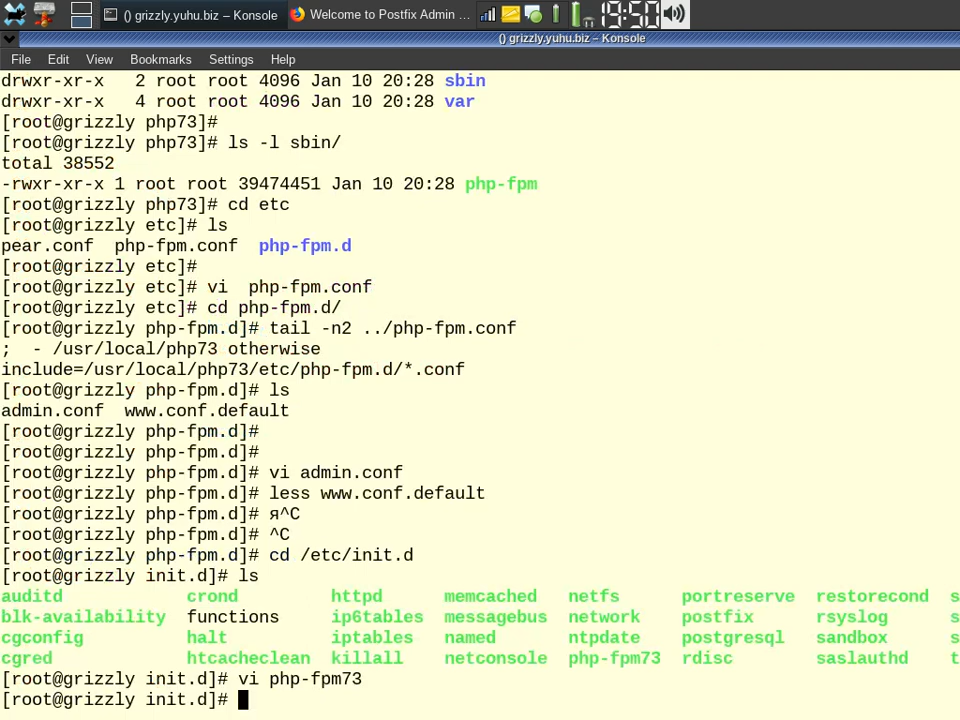 () grizzly.yuhu.biz – Konsole
Welcome to Postfix Admin ...
19:50
() grizzly.yuhu.biz – Konsole
File Edit View Bookmarks Settings Help
drwxr-xr-x   2 root root 4096 Jan 10 20:28 sbin
drwxr-xr-x   4 root root 4096 Jan 10 20:28 var
[root@grizzly php73]#
[root@grizzly php73]# ls -l sbin/
total 38552
-rwxr-xr-x 1 root root 39474451 Jan 10 20:28 php-fpm
[root@grizzly php73]# cd etc
[root@grizzly etc]# ls
pear.conf  php-fpm.conf  php-fpm.d
[root@grizzly etc]#
[root@grizzly etc]# vi  php-fpm.conf
[root@grizzly etc]# cd php-fpm.d/
[root@grizzly php-fpm.d]# tail -n2 ../php-fpm.conf
;  - /usr/local/php73 otherwise
include=/usr/local/php73/etc/php-fpm.d/*.conf
[root@grizzly php-fpm.d]# ls
admin.conf  www.conf.default
[root@grizzly php-fpm.d]#
[root@grizzly php-fpm.d]#
[root@grizzly php-fpm.d]# vi admin.conf
[root@grizzly php-fpm.d]# less www.conf.default
[root@grizzly php-fpm.d]# я^C
[root@grizzly php-fpm.d]# ^C
[root@grizzly php-fpm.d]# cd /etc/init.d
[root@grizzly init.d]# ls
auditd            crond         httpd      memcached   netfs      portreserve  restorecond  s
blk-availability  functions     ip6tables  messagebus  network    postfix      rsyslog      s
cgconfig          halt          iptables   named       ntpdate    postgresql   sandbox      s
cgred             htcacheclean  killall    netconsole  php-fpm73  rdisc        saslauthd    t
[root@grizzly init.d]# vi php-fpm73
[root@grizzly init.d]#